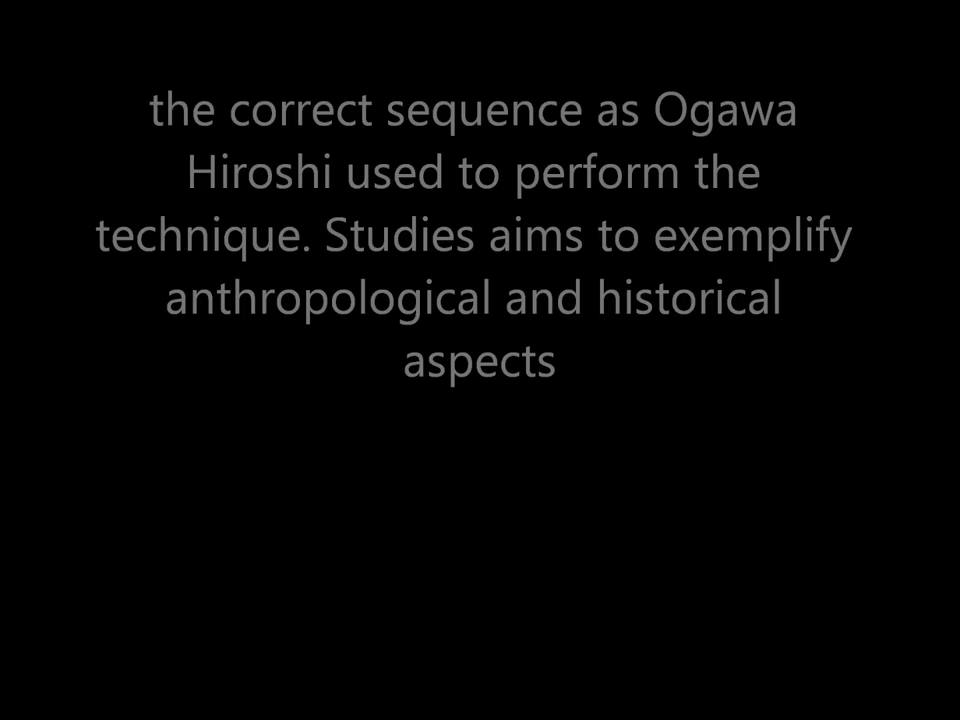 the correct sequence as Ogawa
Hiroshi used to perform the
technique. Studies aims to exemplify
anthropological and historical
aspects